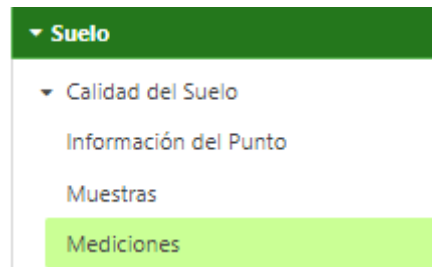 Suelo
Calidad del Suelo
Información del Punto
Muestras
Mediciones